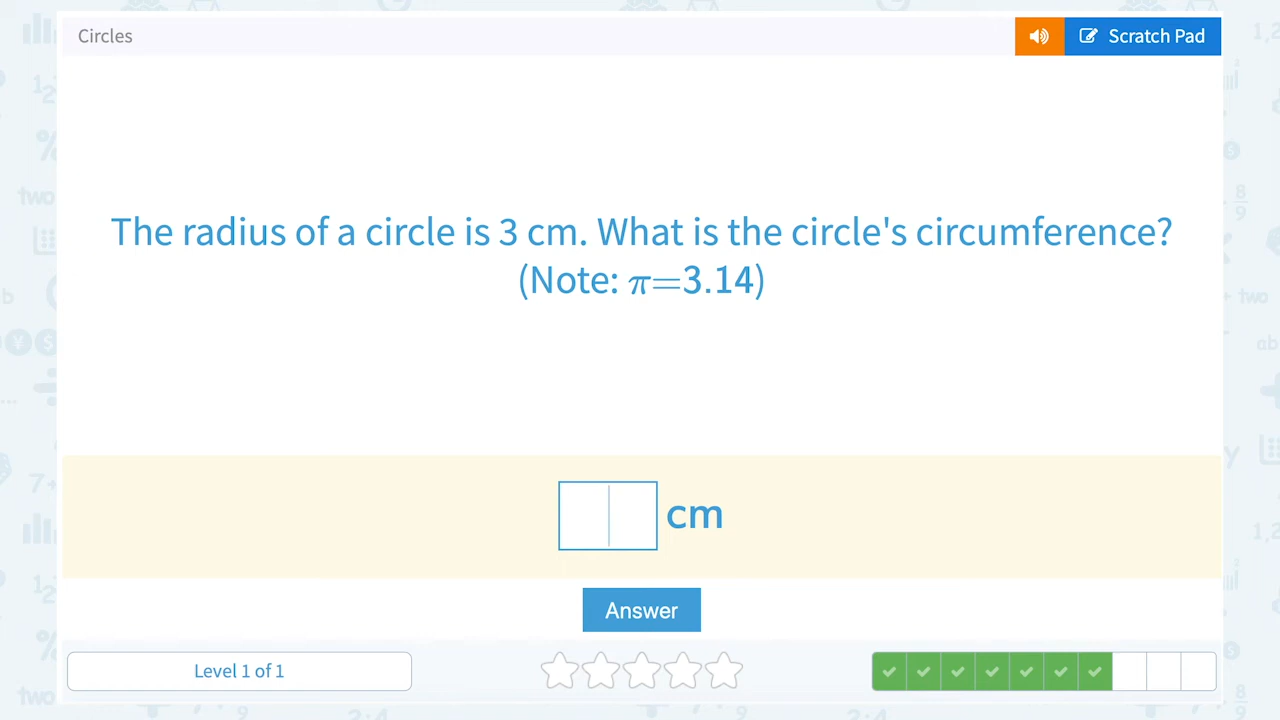 Circles
Scratch Pad
The radius of a circle is 3 cm. What is the circle's circumference?
(Note: π=3.14)
cm
Answer
Level 1 of 1